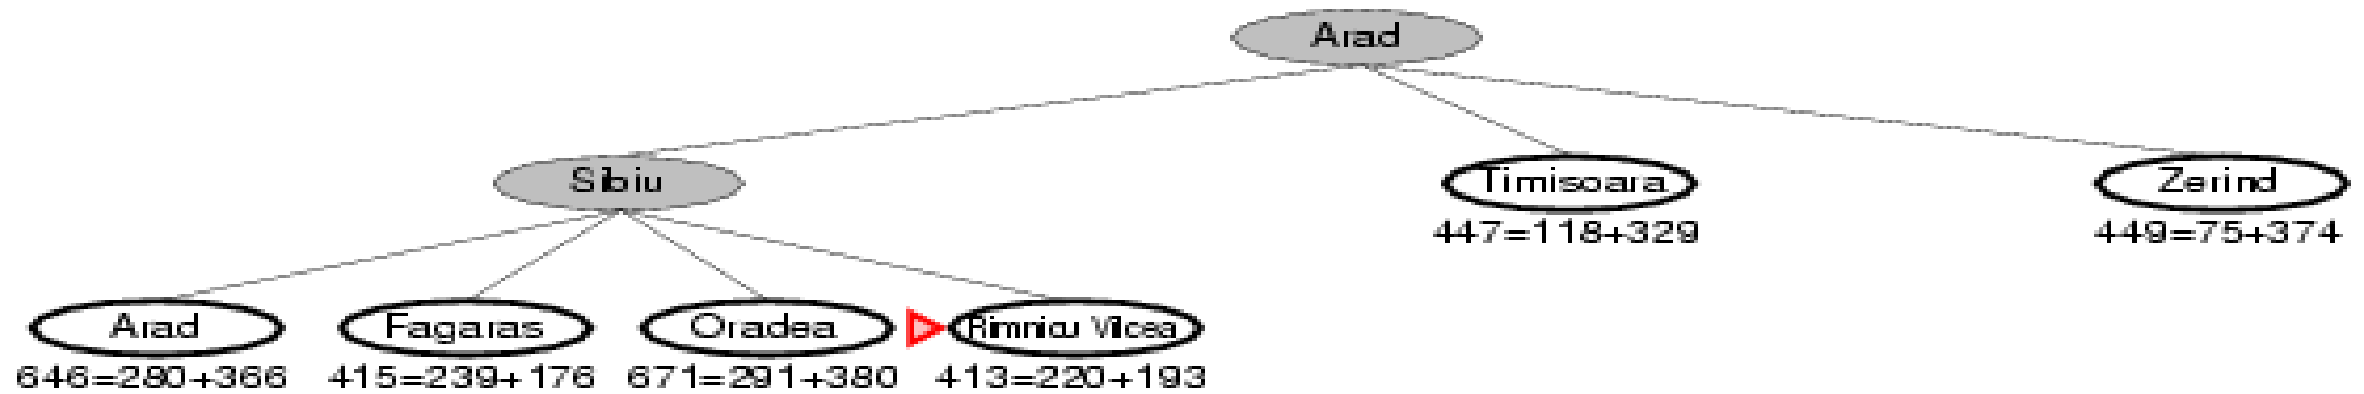 Arad
Sibiu
Timisoara
Zerind
447=118+329
449=75+374
Arad
Fagaras
Oradea
Rimnicu Vilcea
646=280+366
415=239+176
671=291+380
413=220+193